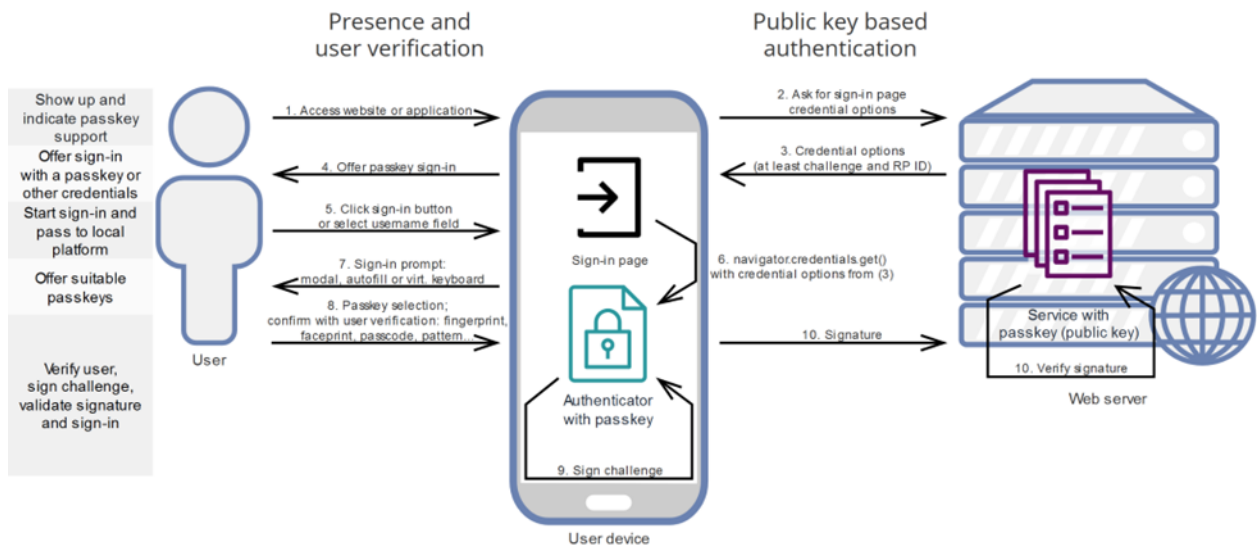 Presence and
user verification
Public key based
authentication
Show up and
indicate passkey
support
Offer sign-in
with a passkey or
other credentials
Start sign-in and
pass to local
platform
Offer suitable
passkeys
Verify user,
sign challenge,
validate signature
and sign-in
1. Access website or application
2. Ask for sign-in page
credential options
3. Credential options
(at least challenge and RP ID)
4. Offer passkey sign-in
5. Click sign-in button
or select username field
Sign-in page
6. navigator.credentials.get()
with credential options from (3)
7. Sign-in prompt:
modal, autofill or virt. keyboard
8. Passkey selection;
confirm with user verification: fingerprint,
faceprint, passcode, pattern...
User
Authenticator
with passkey
9. Sign challenge
User device
10. Signature
Service with
passkey (public key)
10. Verify signature
Web server